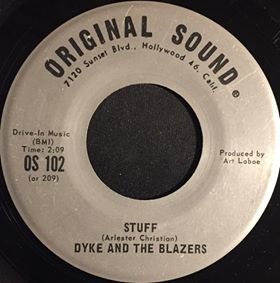 ORIGINAL SOUND®
7120 Sunset Blvd., Hollywood 46, Calif.
Drive-In Music
(BMI)
Time: 2:09
OS 102
(or 209)
Produced by
Art Laboe
STUFF
(Arlester Christian)
DYKE AND THE BLAZERS